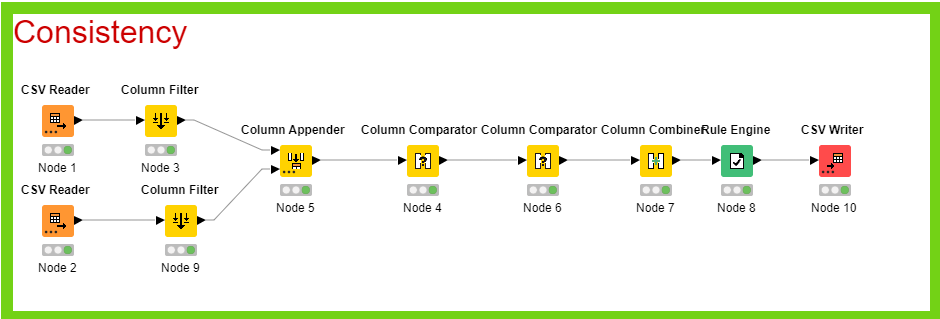 Consistency
CSV Reader
Column Filter
Node 1
Node 3
Column Appender
Column Comparator
Column Comparator
Column Combiner
Rule Engine
CSV Writer
Node 5
Node 4
Node 6
Node 7
Node 8
Node 10
CSV Reader
Column Filter
Node 2
Node 9